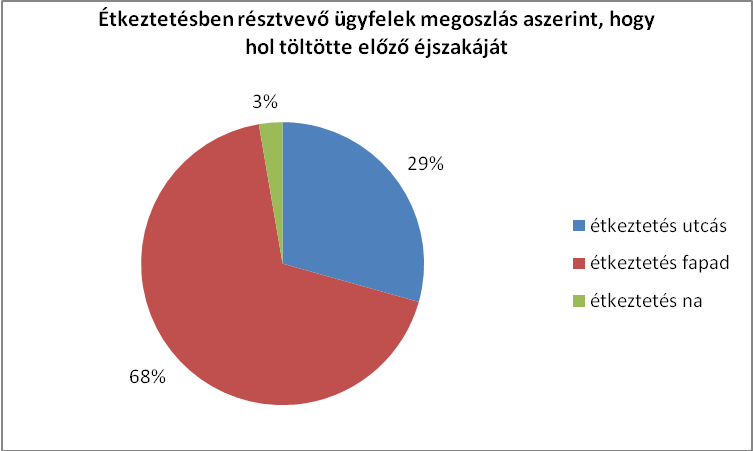 Étkeztetésben résztvevő ügyfelek megoszlás aszerint, hogy
hol töltötte előző éjszakáját
3%
29%
68%
étkeztetés utcás
étkeztetés fapad
étkeztetés na